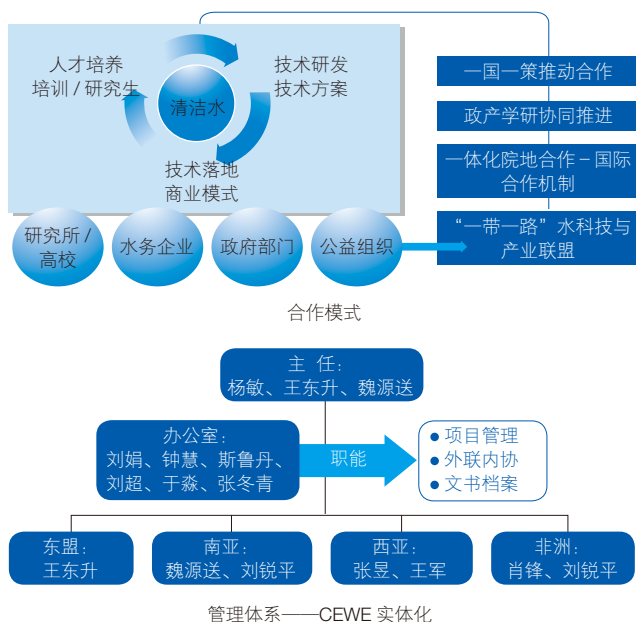 人才培养
培训/研究生
清洁水
技术研发
技术方案
技术落地
商业模式
研究所/
高校
水务企业
政府部门
公益组织
一国一策推动合作
政产学研协同推进
一体化院地合作－国际
合作机制
“一带一路”水科技与
产业联盟
合作模式
主 任：
杨敏、王东升、魏源送
办公室：
刘娟、钟慧、斯鲁丹、
刘超、于淼、张冬青
职能
● 项目管理
● 外联内协
● 文书档案
东盟：
王东升
南亚：
魏源送、刘锐平
西亚：
张昱、王军
非洲：
肖锋、刘锐平
管理体系——CEWE 实体化